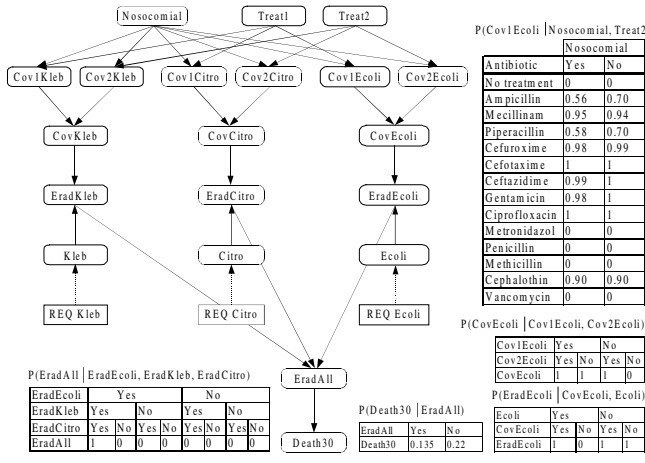 Nosocomial Treat1 Treat2
Cov1Kleb Cov2Kleb Cov1Citro Cov2Citro Cov1Ecoli Cov2Ecoli
CovKleb CovCitro CovEcoli
EradKleb EradCitro EradEcoli
Kleb Citro Ecoli
REQ Kleb REQ Citro REQ Ecoli
EradAll
Death30
P(Cov1Ecoli | Nosocomial, Treat2
Nosocomial
Antibiotic Yes No
No treatment 0 0
Ampicillin 0.56 0.70
Mecillinam 0.95 0.94
Piperacillin 0.58 0.70
Cefuroxime 0.98 0.99
Cefotaxime 1 1
Ceftazidime 0.99 1
Gentamicin 0.98 1
Ciprofloxacin 1 1
Metronidazol 0 0
Penicillin 0 0
Methicillin 0 0
Cephalothin 0.90 0.90
Vancomycin 0 0
P(CovEcoli | Cov1Ecoli, Cov2Ecoli)
Cov1Ecoli Yes No
Cov2Ecoli Yes No Yes No
CovEcoli 1 1 1 0
P(EradEcoli | CovEcoli, Ecoli)
Ecoli Yes No
CovEcoli Yes No Yes No
EradEcoli 1 0 1 1
P(EradAll | EradEcoli, EradKleb, EradCitro)
EradEcoli Yes No
EradKleb Yes No Yes No
EradCitro Yes No Yes No Yes No Yes No
EradAll 1 0 0 0 0 0 0 0
P(Death30 | EradAll)
EradAll Yes No
Death30 0.135 0.22